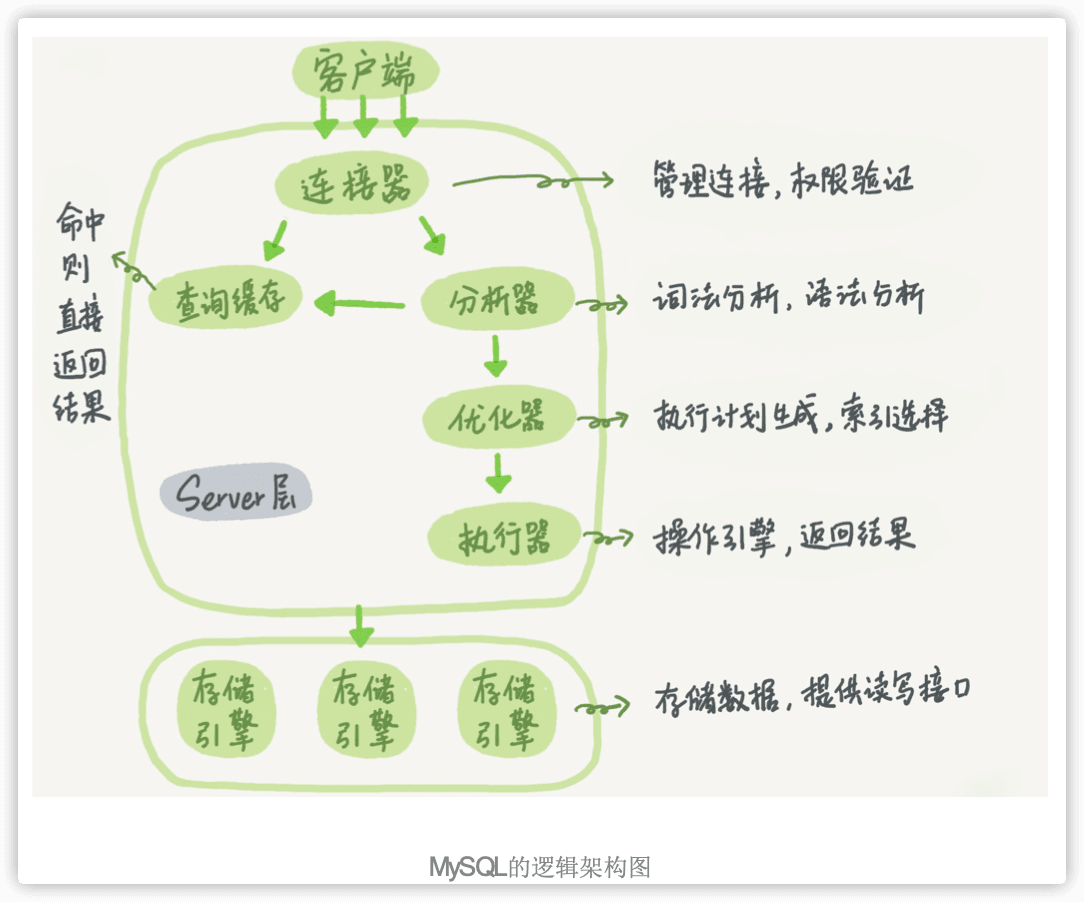 客户端
连接器
管理连接，权限验证
命中
则
直接
返回
结果
查询缓存
分析器
词法分析，语法分析
优化器
执行计划生成，索引选择
Server层
执行器
操作引擎，返回结果
存储
引擎
存储
引擎
存储
引擎
存储数据，提供读写接口
MySQL的逻辑架构图